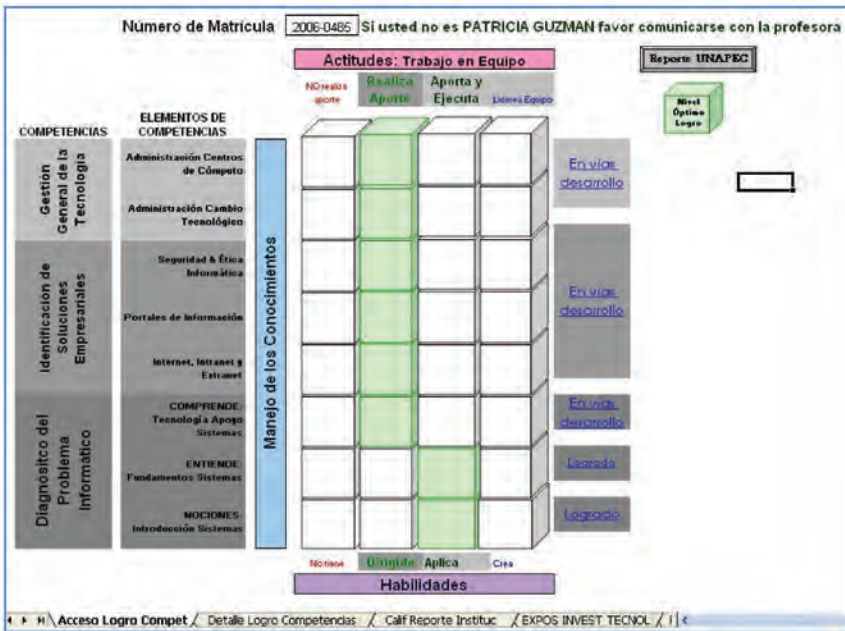 Número de Matrícula 2006-0485 Si usted no es PATRICIA GUZMAN favor comunicarse con la profesora
Actitudes: Trabajo en Equipo
Reporte UNAPEC
NO realiza aporte
Realiza Aporte
Aporta y Ejecuta
Liderea Equipo
Nivel
Óptimo
Logro
COMPETENCIAS
ELEMENTOS DE
COMPETENCIAS
Gestión
General de la
Tecnología
Administración Centros
de Cómputo
Administración Cambio
Tecnológico
En vías
desarrollo
Identificación de
Soluciones
Empresariales
Seguridad & Ética
Informática
Portales de Información
Internet, Intranet y
Extranet
En vías
desarrollo
Diagnósitco del
Problema
Informático
COMPRENDE:
Tecnología Apogo
Sistemas
ENTIENDE:
Fundamentos Sistemas
NOCIONES:
Introducción Sistemas
En vías
desarrollo
Logrado
Logrado
Manejo de los Conocimientos
No tiene Dirigido Aplica Crea
Habilidades
Acceso Logro Compet / Detalle Logro Competencias / Calif Reporte Instituc / EXPOS INVEST TECNOL /